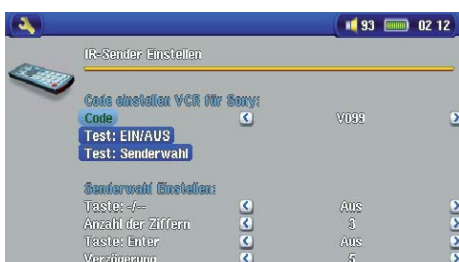 93 02 12
IR-Sender Einstellen
Code einstellen VCR für Sony:
Code V099
Test: EIN/AUS
Test: Senderwahl
Senderwahl Einstellen:
Taste: -/-- Aus
Anzahl der Ziffern 3
Taste: Enter Aus
Verzögerung 5